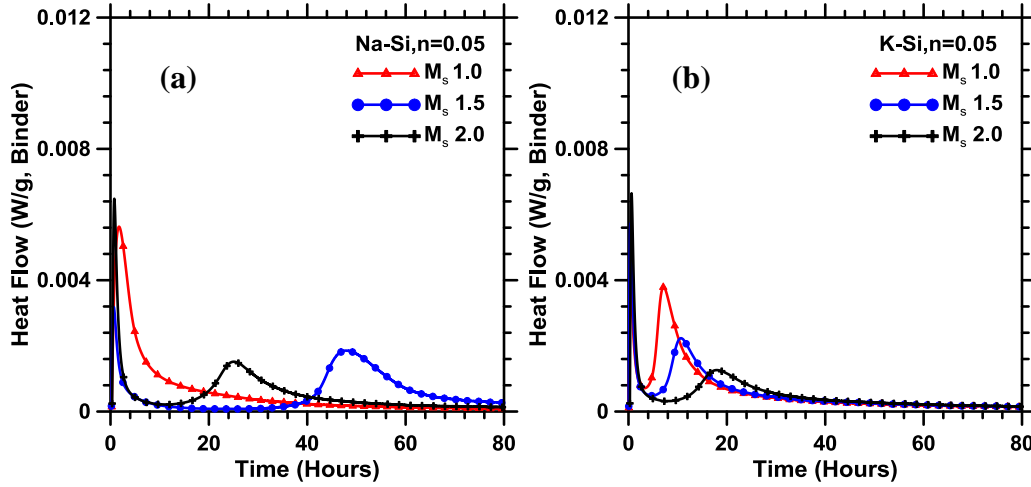 Heat Flow (W/g, Binder)
0.012
0.008
0.004
0
0 20 40 60 80
Time (Hours)
(a)
Na-Si,n=0.05
Ms 1.0
Ms 1.5
Ms 2.0
Heat Flow (W/g, Binder)
0.012
0.008
0.004
0
0 20 40 60 80
Time (Hours)
(b)
K-Si,n=0.05
Ms 1.0
Ms 1.5
Ms 2.0